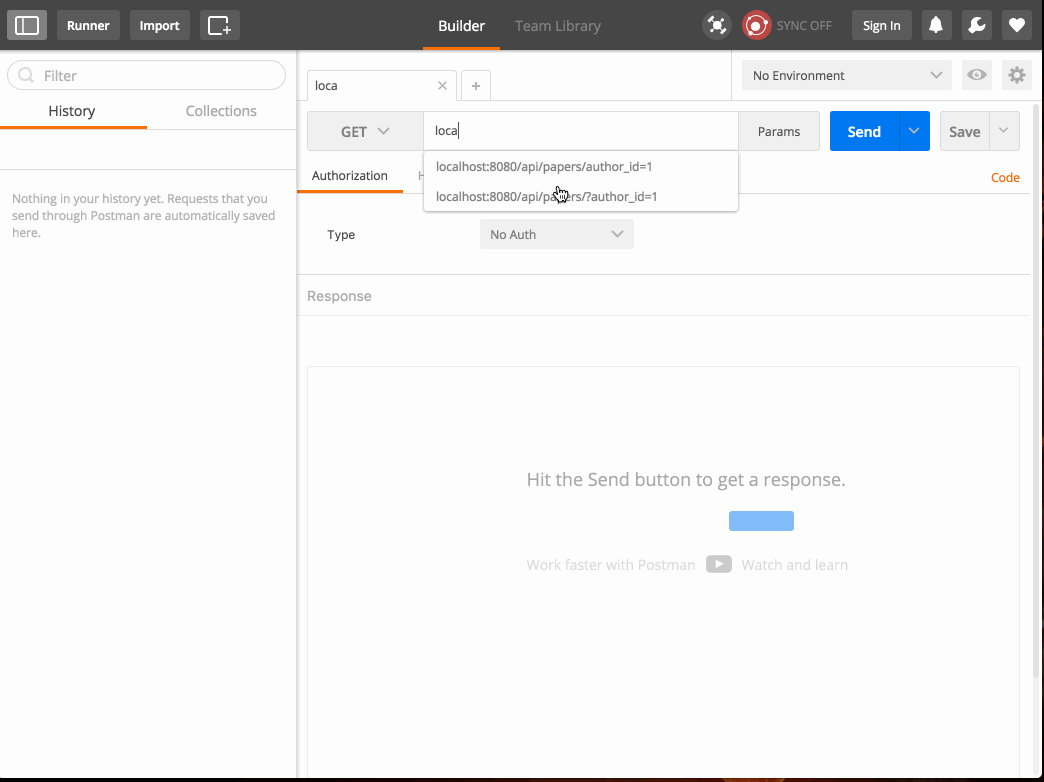 Runner
Import
Builder
Team Library
SYNC OFF
Sign In
Filter
History
Collections
Nothing in your history yet. Requests that you
send through Postman are automatically saved
here.
loca
No Environment
GET
loca
Params
Send
Save
localhost:8080/api/papers/author_id=1
localhost:8080/api/papers/?author_id=1
Authorization
Code
Type
No Auth
Response
Hit the Send button to get a response.
Work faster with Postman
Watch and learn